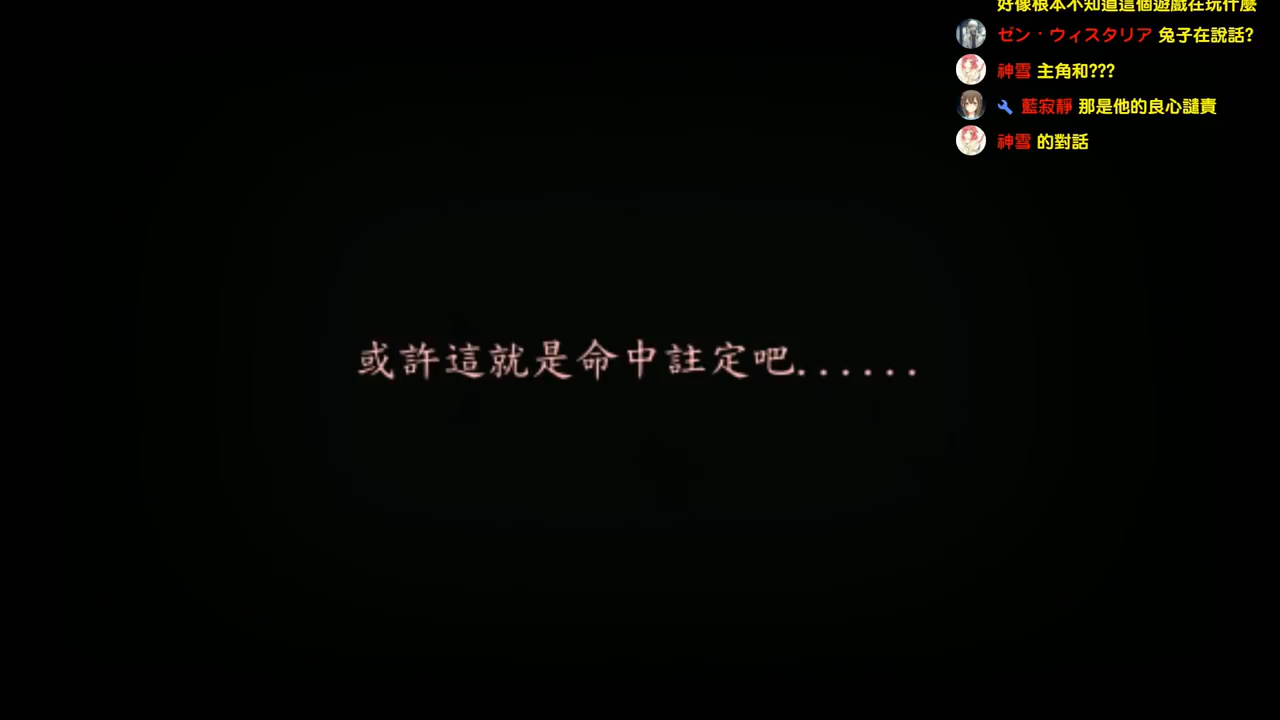 好像根本不知道這個遊戲在玩什麼
ゼン・ウィスタリア 兔子在說話?
神雪 主角和???
藍寂靜 那是他的良心譴責
神雪 的對話
或許這就是命中註定吧......